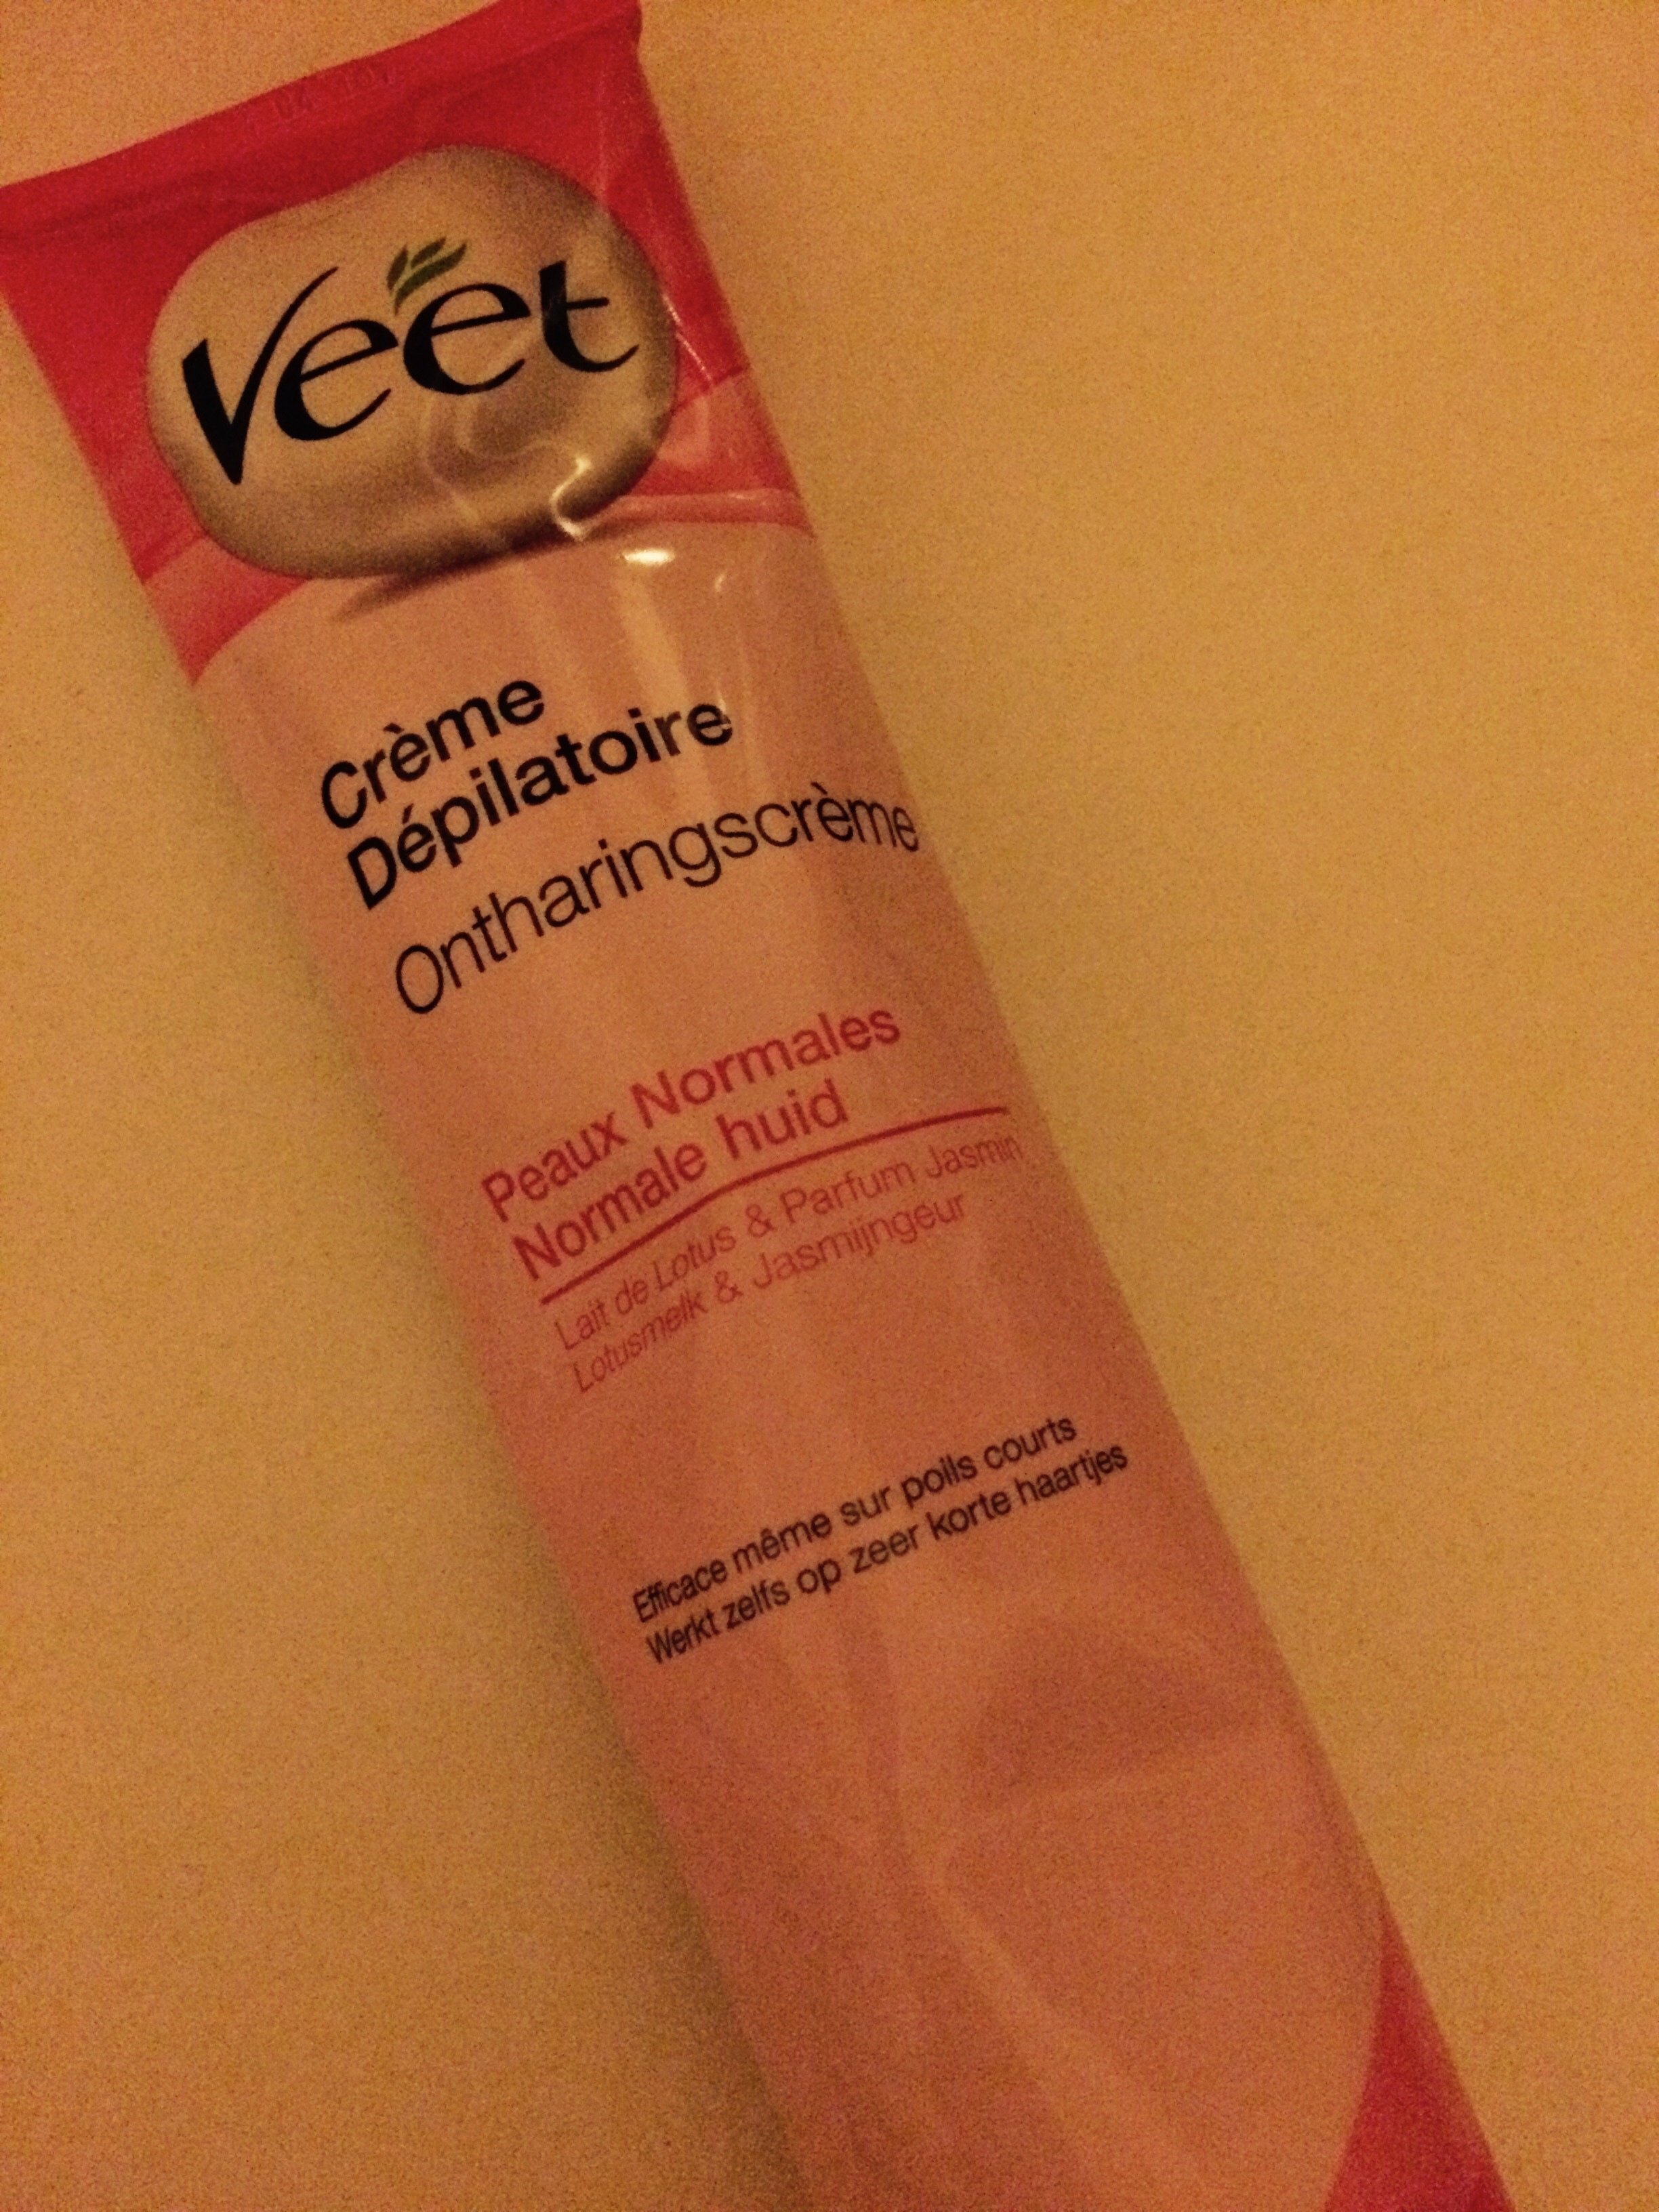 Veet
Crème
Dépilatoire
Ontharingscrème
Peaux Normales
Normale huid
Lait de Lotus & Parfum Jasmin
Lotusmelk & Jasmijngeur
Efficace même sur poils courts
Werkt zelfs op zeer korte haartjes